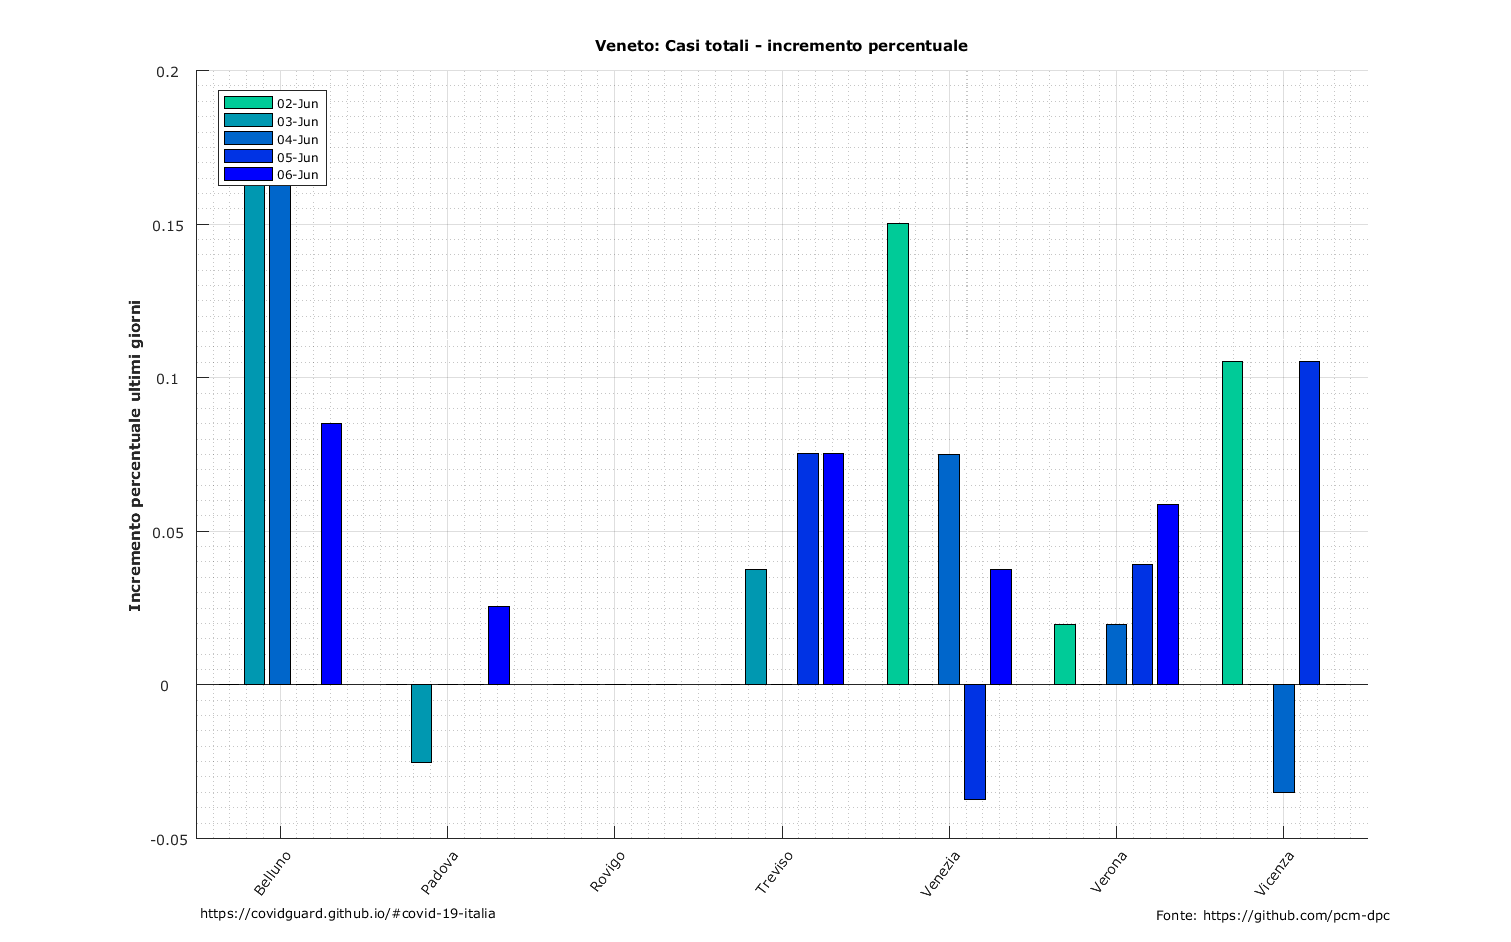 Veneto: Casi totali - incremento percentuale
0.2
0.15
0.1
0.05
0
-0.05
Incremento percentuale ultimi giorni
02-Jun
03-Jun
04-Jun
05-Jun
06-Jun
Belluno
Padova
Rovigo
Treviso
Venezia
Verona
Vicenza
https://covidguard.github.io/#covid-19-italia
Fonte: https://github.com/pcm-dpc